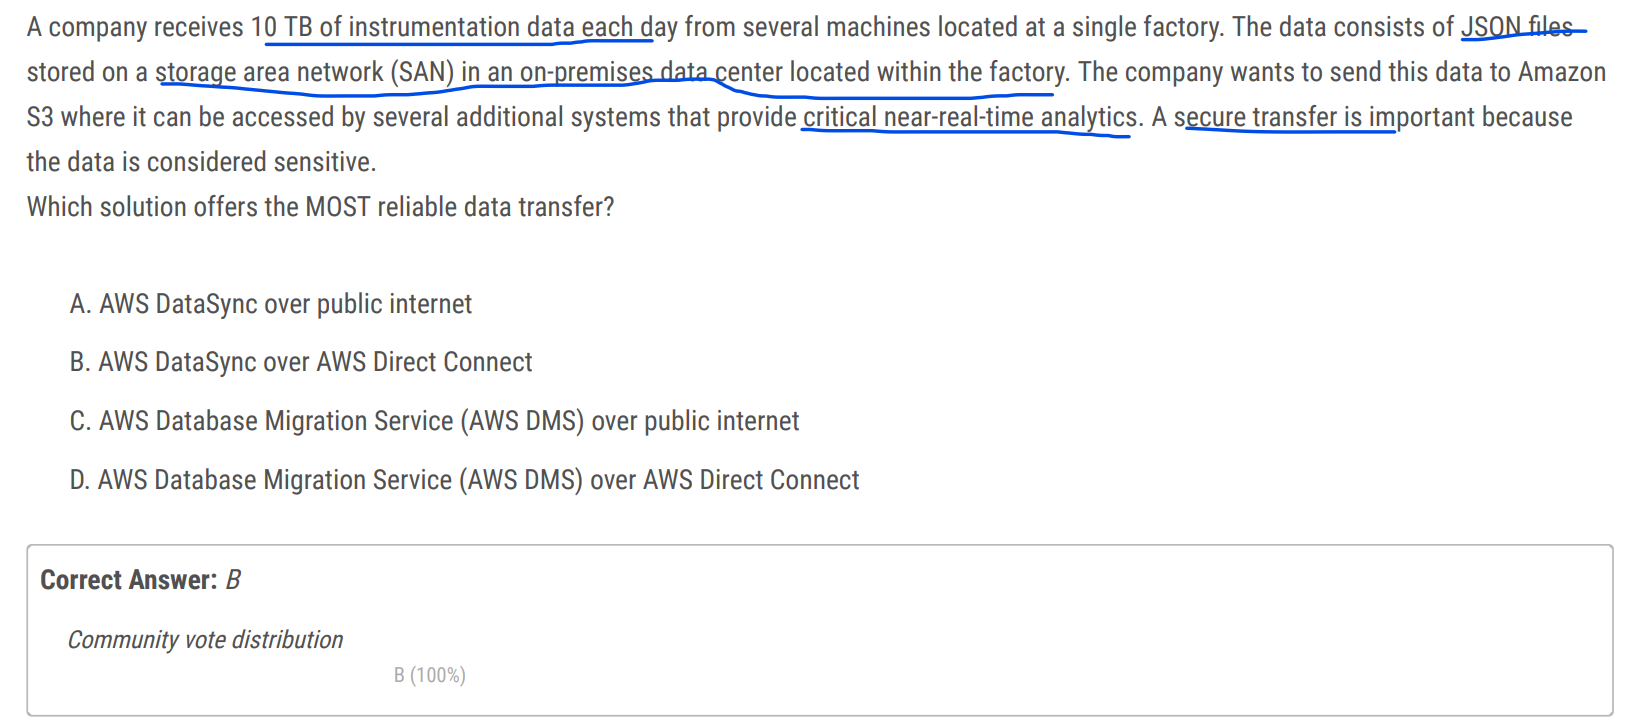 A company receives 10 TB of instrumentation data each day from several machines located at a single factory. The data consists of JSON files
stored on a storage area network (SAN) in an on-premises data center located within the factory. The company wants to send this data to Amazon
S3 where it can be accessed by several additional systems that provide critical near-real-time analytics. A secure transfer is important because
the data is considered sensitive.
Which solution offers the MOST reliable data transfer?
A. AWS DataSync over public internet
B. AWS DataSync over AWS Direct Connect
C. AWS Database Migration Service (AWS DMS) over public internet
D. AWS Database Migration Service (AWS DMS) over AWS Direct Connect
Correct Answer: B
Community vote distribution
B (100%)